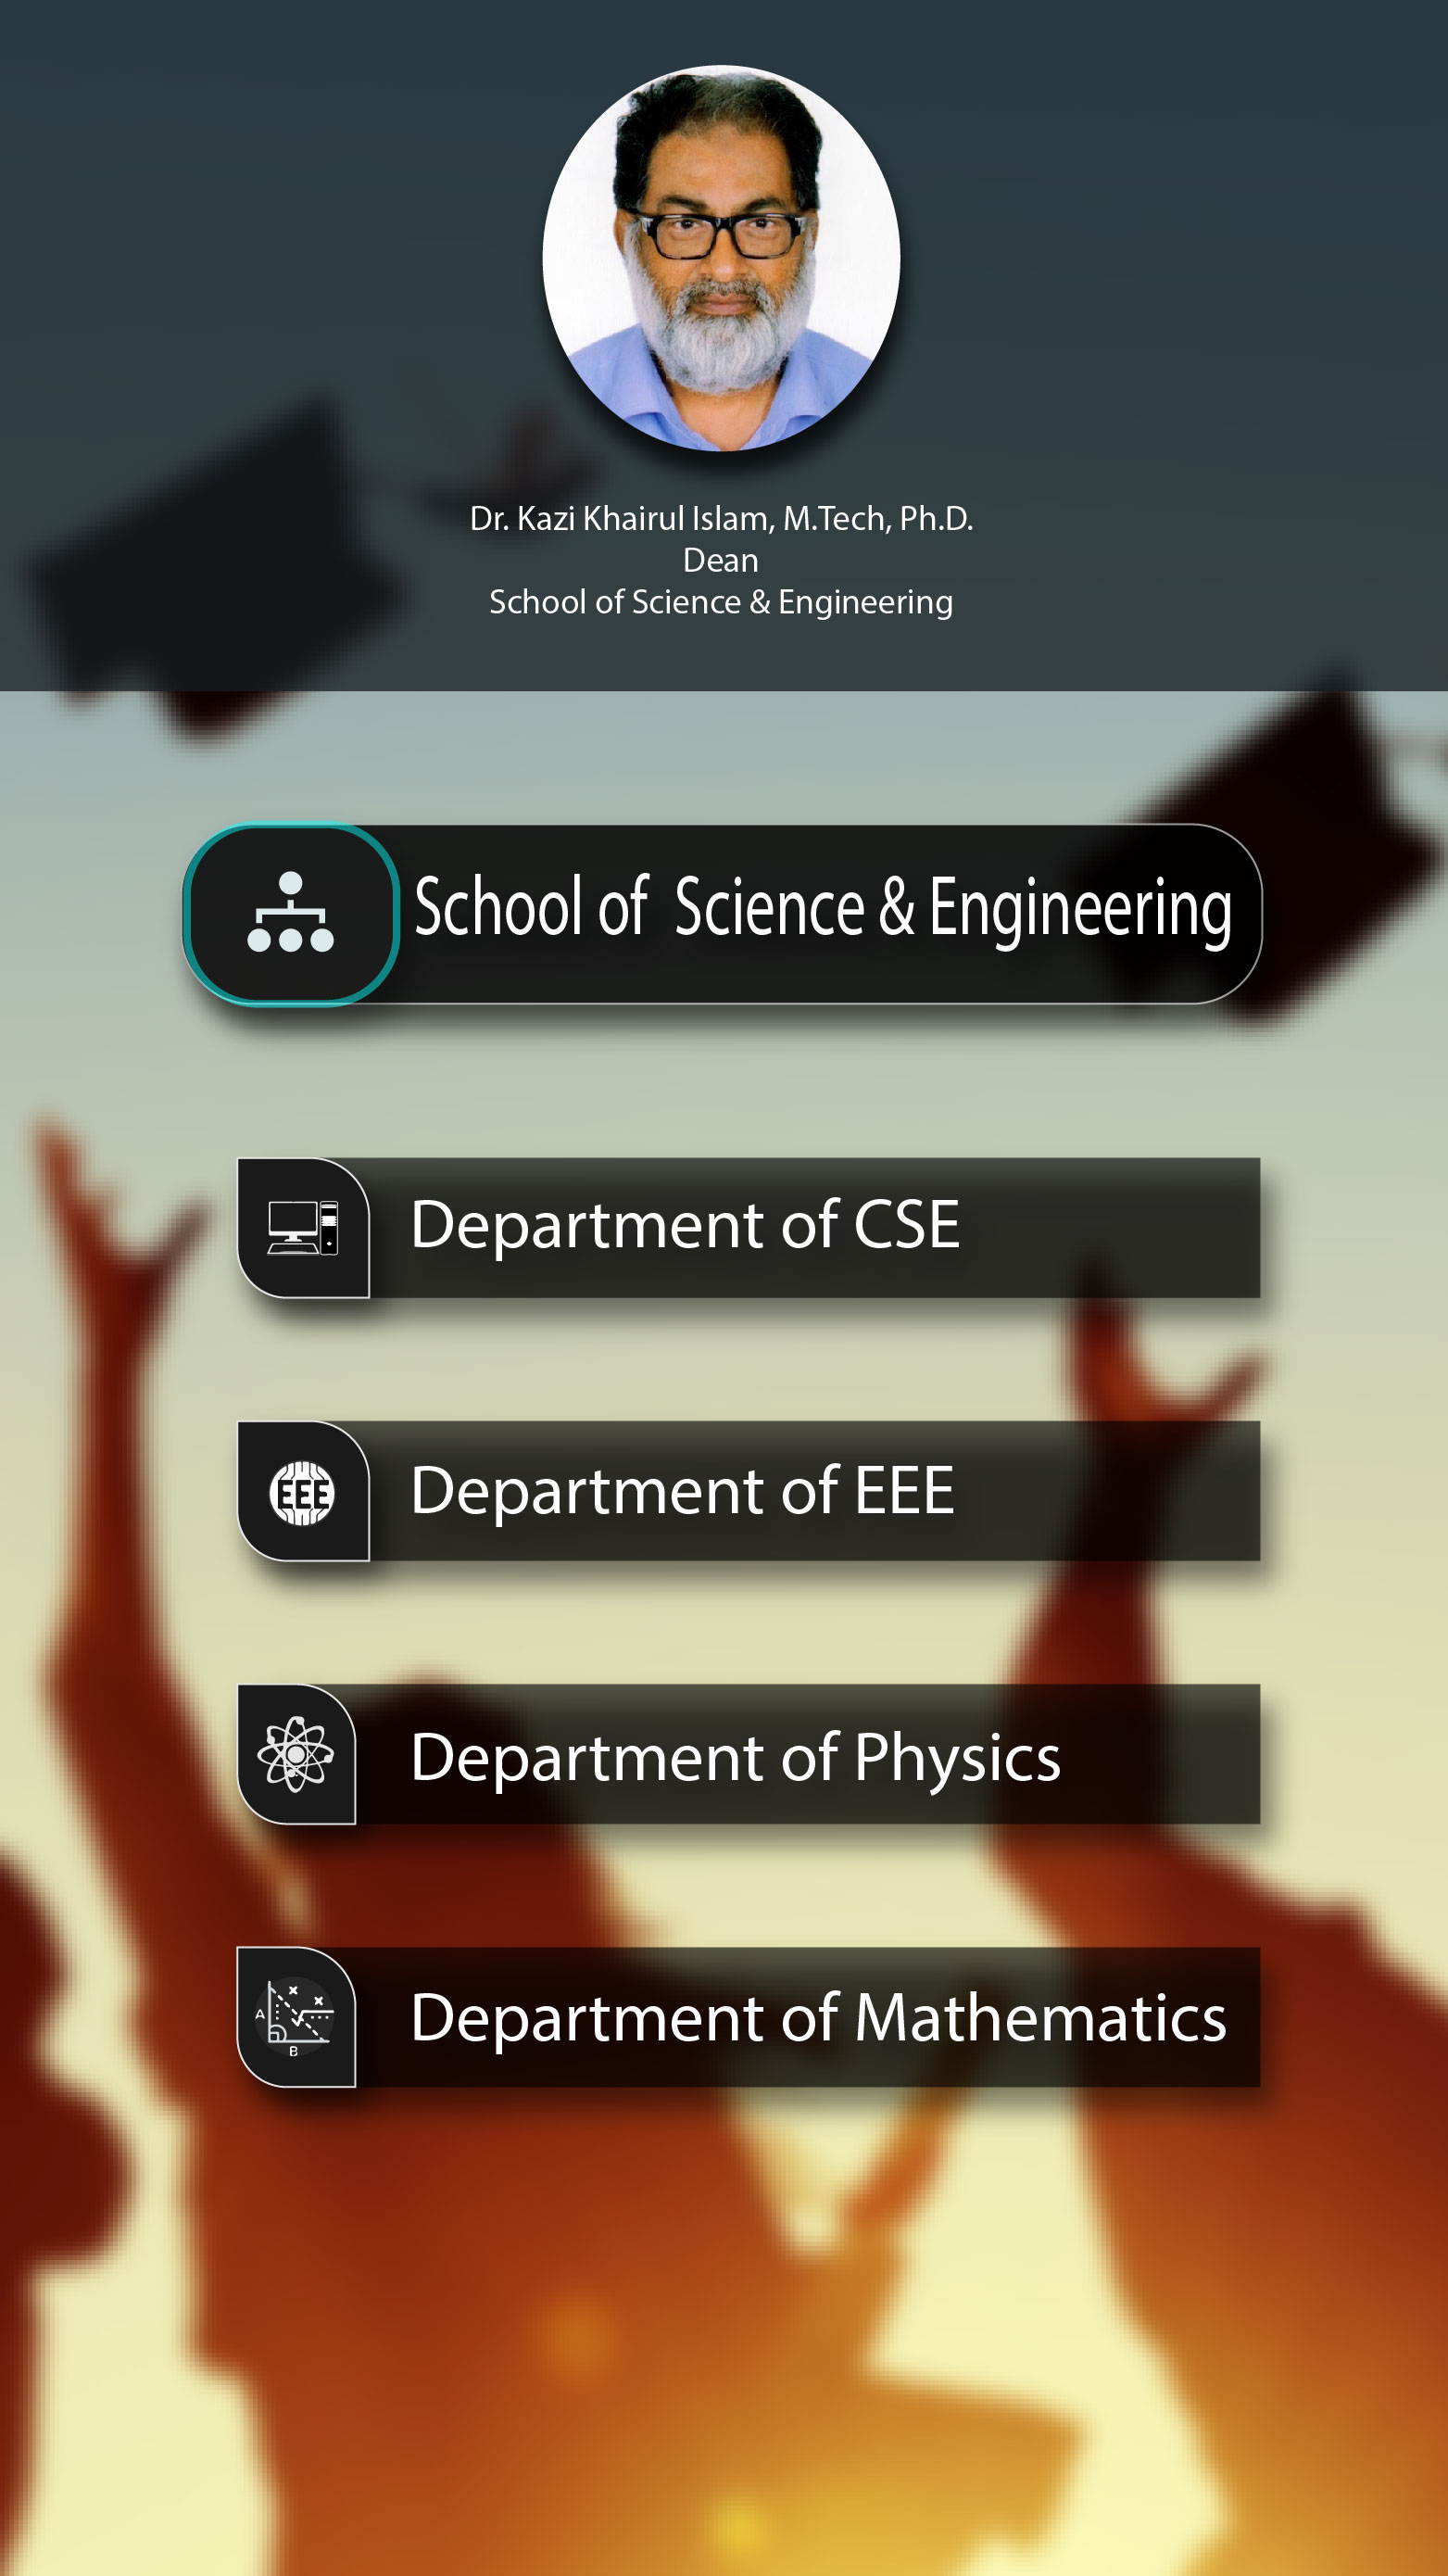 Dr. Kazi Khairul Islam, M.Tech, Ph.D.
Dean
School of Science & Engineering
School of Science & Engineering
Department of CSE
EEE
Department of EEE
Department of Physics
A
B
Department of Mathematics